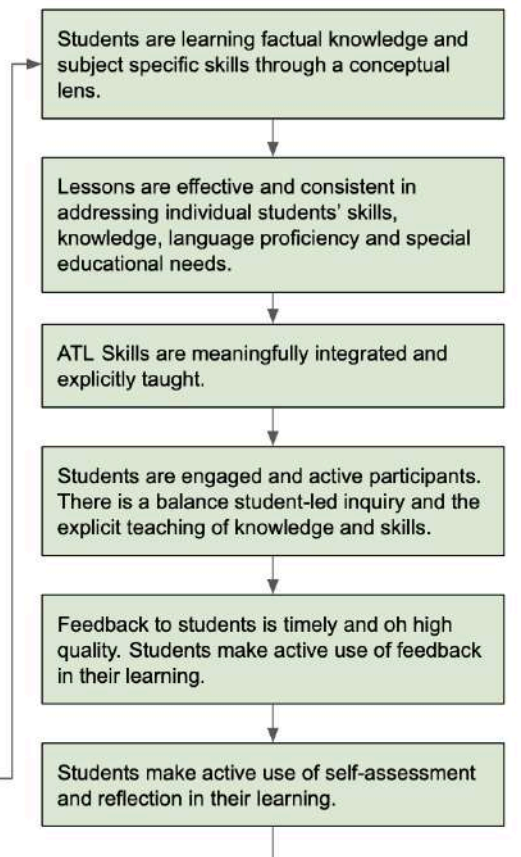 Students are learning factual knowledge and
subject specific skills through a conceptual
lens.
Lessons are effective and consistent in
addressing individual students' skills,
knowledge, language proficiency and special
educational needs.
ATL Skills are meaningfully integrated and
explicitly taught.
Students are engaged and active participants.
There is a balance student-led inquiry and the
explicit teaching of knowledge and skills.
Feedback to students is timely and oh high
quality. Students make active use of feedback
in their learning.
Students make active use of self-assessment
and reflection in their learning.